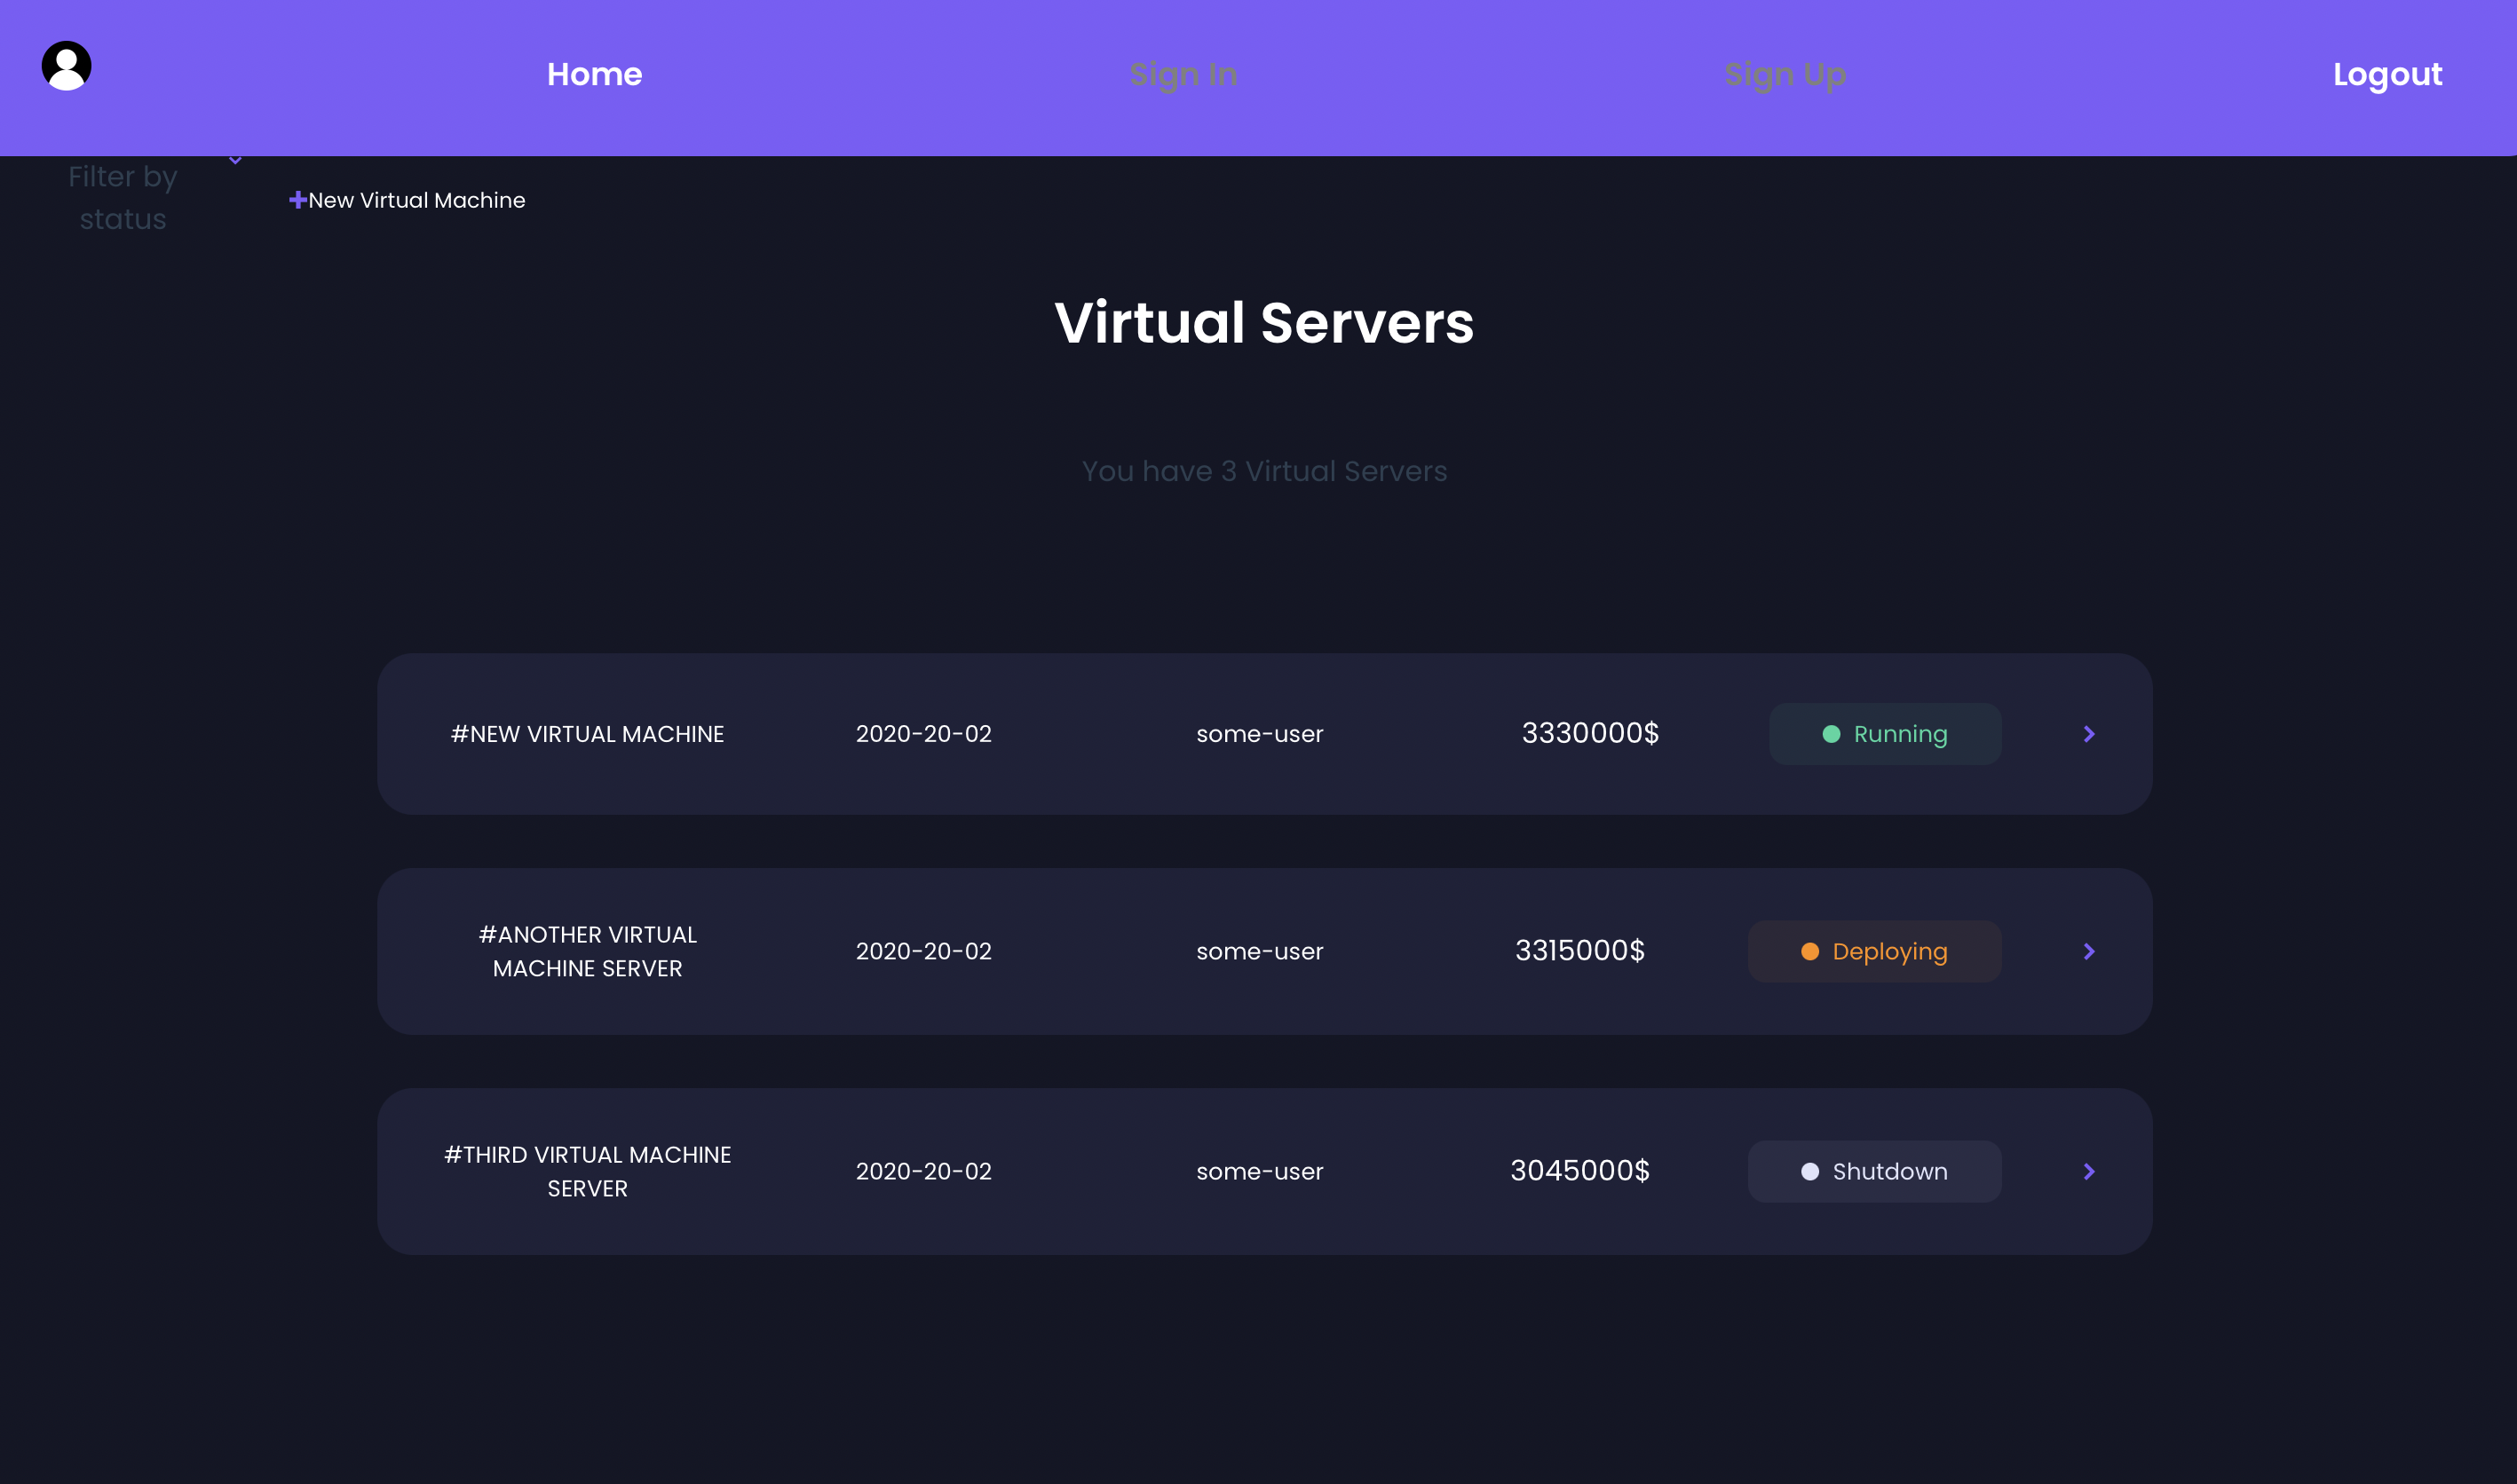 Home
Sign In
Sign Up
Logout
Filter by
status
New Virtual Machine
Virtual Servers
You have 3 Virtual Servers
#NEW VIRTUAL MACHINE
2020-20-02
some-user
3330000$
Running
#ANOTHER VIRTUAL
MACHINE SERVER
2020-20-02
some-user
3315000$
Deploying
#THIRD VIRTUAL MACHINE
SERVER
2020-20-02
some-user
3045000$
Shutdown